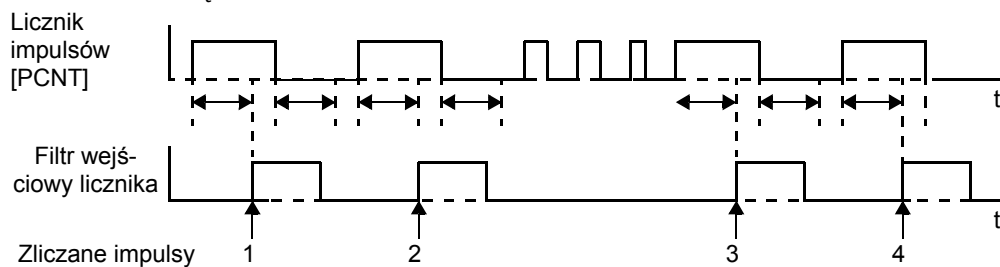 Licznik
impulsów
[PCNT]
t
Filtr wejś-
ciowy licznika
t
Zliczane impulsy 1 2 3 4